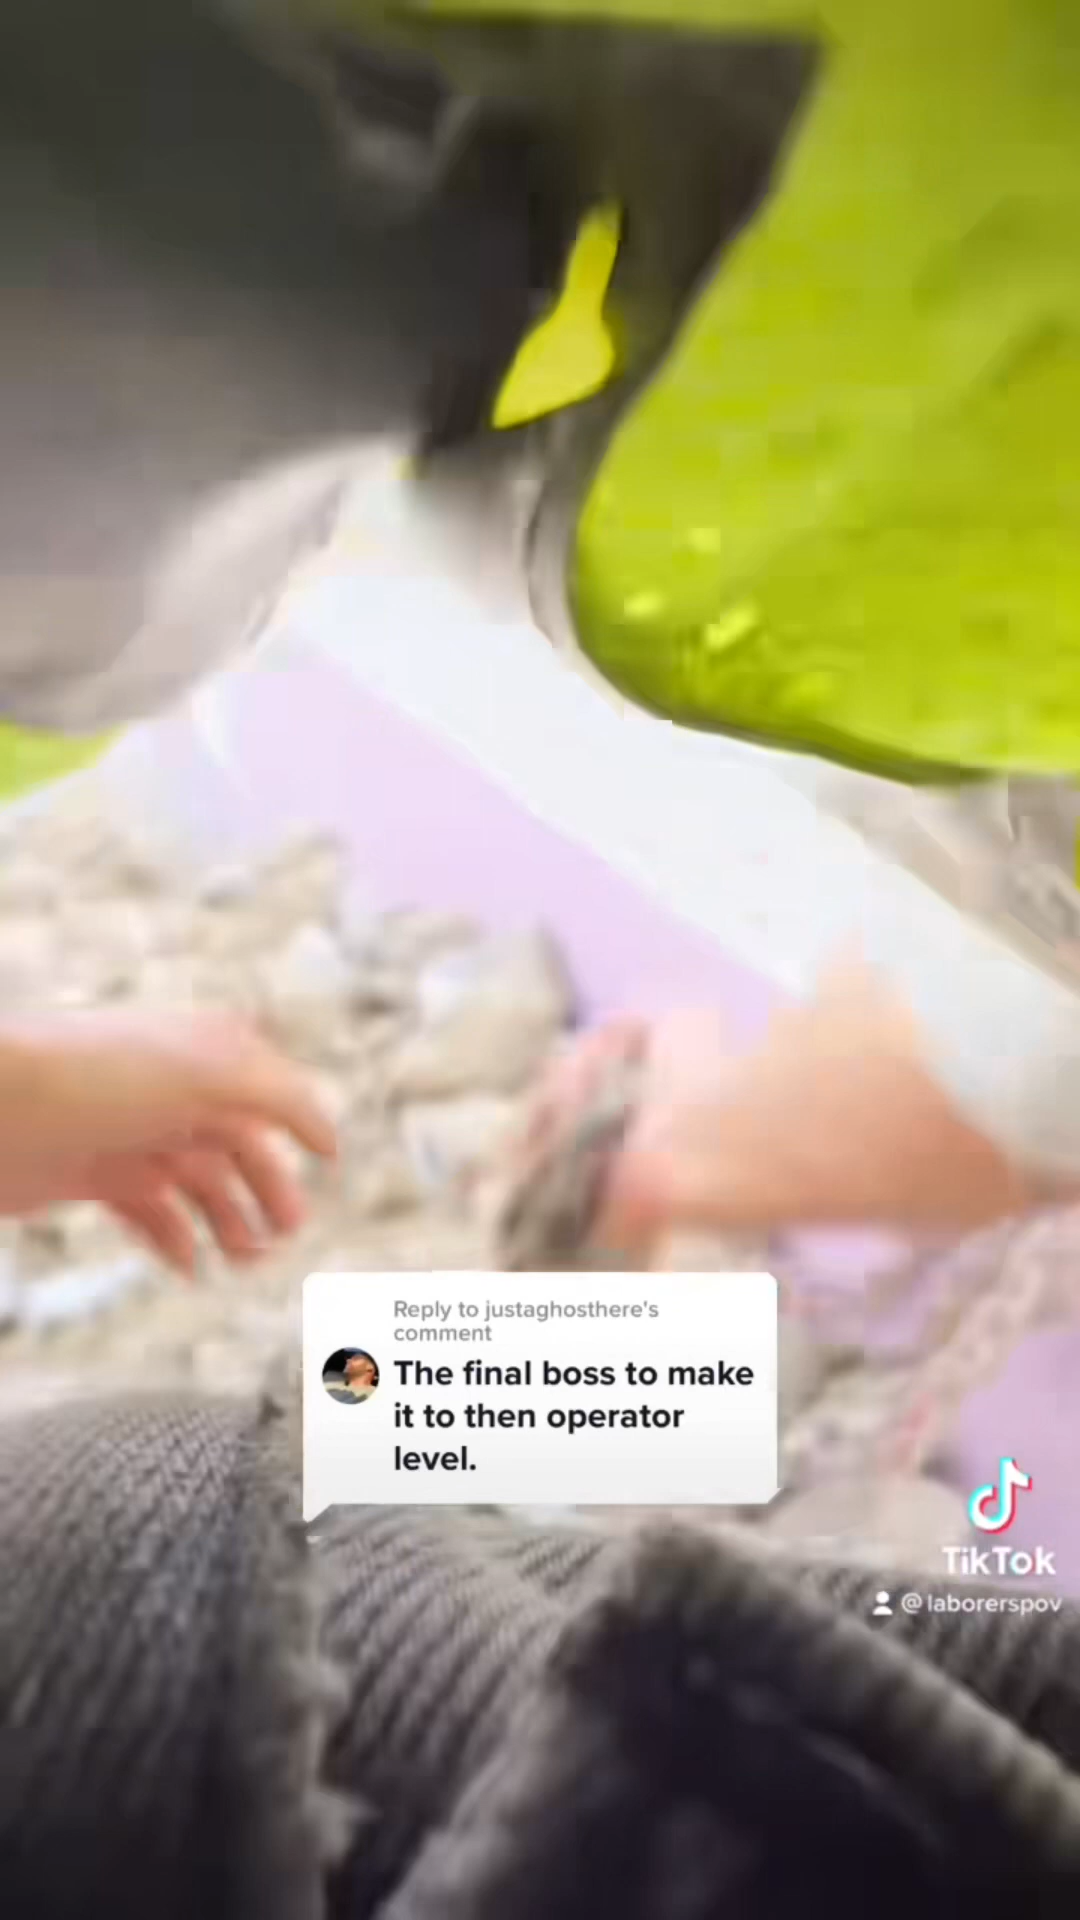 Reply to justaghosthere's
comment
The final boss to make
it to then operator
level.
TikTok
@laborerspov